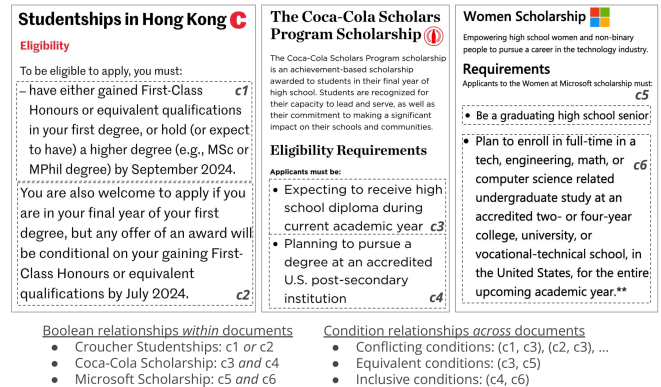 Studentships in Hong Kong C
Eligibility
To be eligible to apply, you must:
– have either gained First-Class
c1
Honours or equivalent qualifications
in your first degree, or hold (or expect
to have) a higher degree (e.g., MSc or
MPhil degree) by September 2024.
You are also welcome to apply if you
are in your final year of your first
degree, but any offer of an award will
be conditional on your gaining First-
Class Honours or equivalent
qualifications by July 2024.
c2
The Coca-Cola Scholars
Program Scholarship
The Coca-Cola Scholars Program scholarship
is an achievement-based scholarship
awarded to students in their final year of
high school. Students are recognized for
their capacity to lead and serve, as well as
their commitment to making a significant
impact on their schools and communities.
Eligibility Requirements
Applicants must be:
• Expecting to receive high
school diploma during
current academic year
c3
• Planning to pursue a
degree at an accredited
U.S. post-secondary
institution
c4
Women Scholarship
Empowering high school women and non-binary
people to pursue a career in the technology industry.
Requirements
Applicants to the Women at Microsoft scholarship must:
c5
• Be a graduating high school senior
• Plan to enroll in full-time in a
tech, engineering, math, or
c6
computer science related
undergraduate study at an
accredited two- or four-year
college, university, or
vocational-technical school, in
the United States, for the entire
upcoming academic year.**
Boolean relationships within documents
● Croucher Studentships: c1 or c2
● Coca-Cola Scholarship: c3 and c4
● Microsoft Scholarship: c5 and c6
Condition relationships across documents
● Conflicting conditions: (c1, c3), (c2, c3), ...
● Equivalent conditions: (c3, c5)
● Inclusive conditions: (c4, c6)